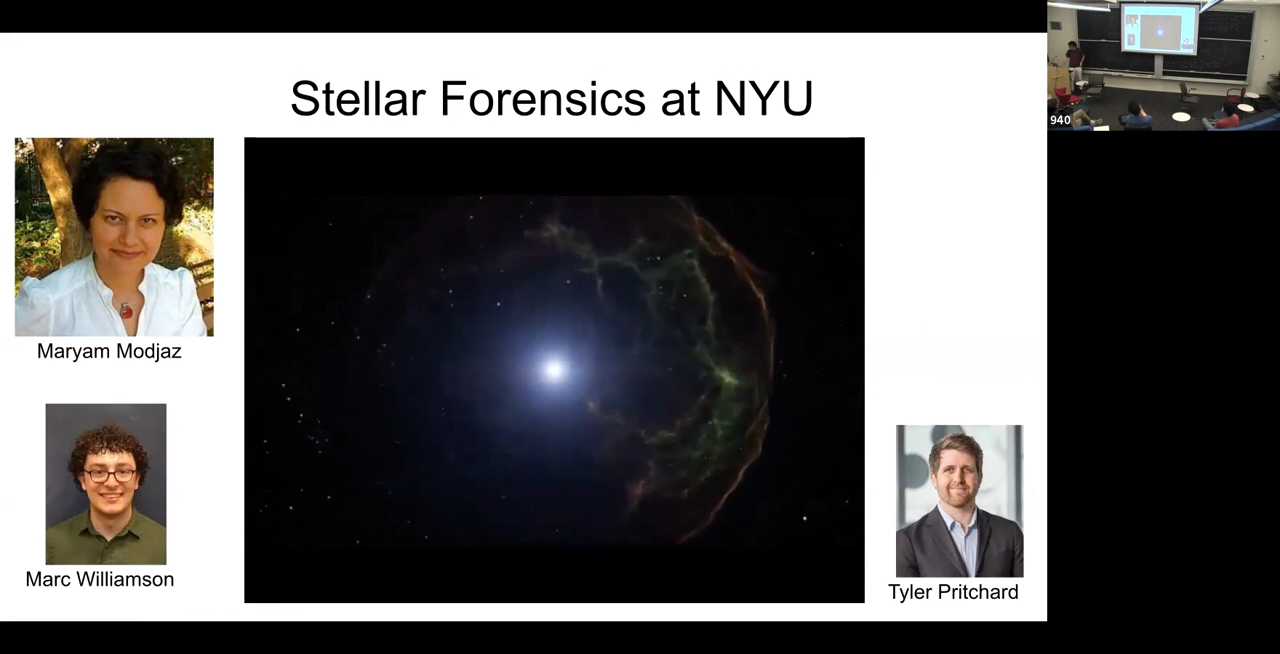 Stellar Forensics at NYU
Maryam Modjaz
Marc Williamson
Tyler Pritchard
940